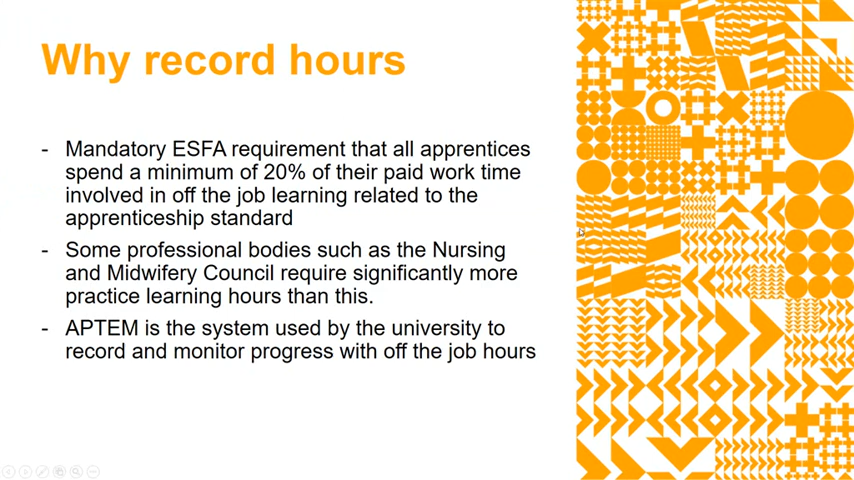 Why record hours
- Mandatory ESFA requirement that all apprentices
spend a minimum of 20% of their paid work time
involved in off the job learning related to the
apprenticeship standard
- Some professional bodies such as the Nursing
and Midwifery Council require significantly more
practice learning hours than this.
- APTEM is the system used by the university to
record and monitor progress with off the job hours